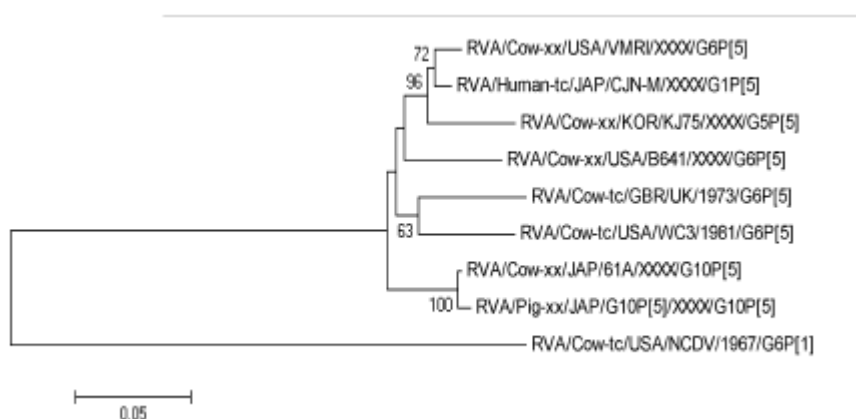 72
RVA/Cow-xx/USA/VMRI/XXXX/G6P[5]
96
RVA/Human-tc/JAP/CJN-M/XXXX/G1P[5]
RVA/Cow-xx/KOR/KJ75/XXXX/G5P[5]
RVA/Cow-xx/USA/B641/XXXX/G6P[5]
RVA/Cow-tc/GBR/UK/1973/G6P[5]
63
RVA/Cow-tc/USA/WC3/1981/G6P[5]
RVA/Cow-xx/JAP/61A/XXXX/G10P[5]
100
RVA/Pig-xx/JAP/G10P[5]/XXXX/G10P[5]
RVA/Cow-tc/USA/NCDV/1967/G6P[1]
0.05